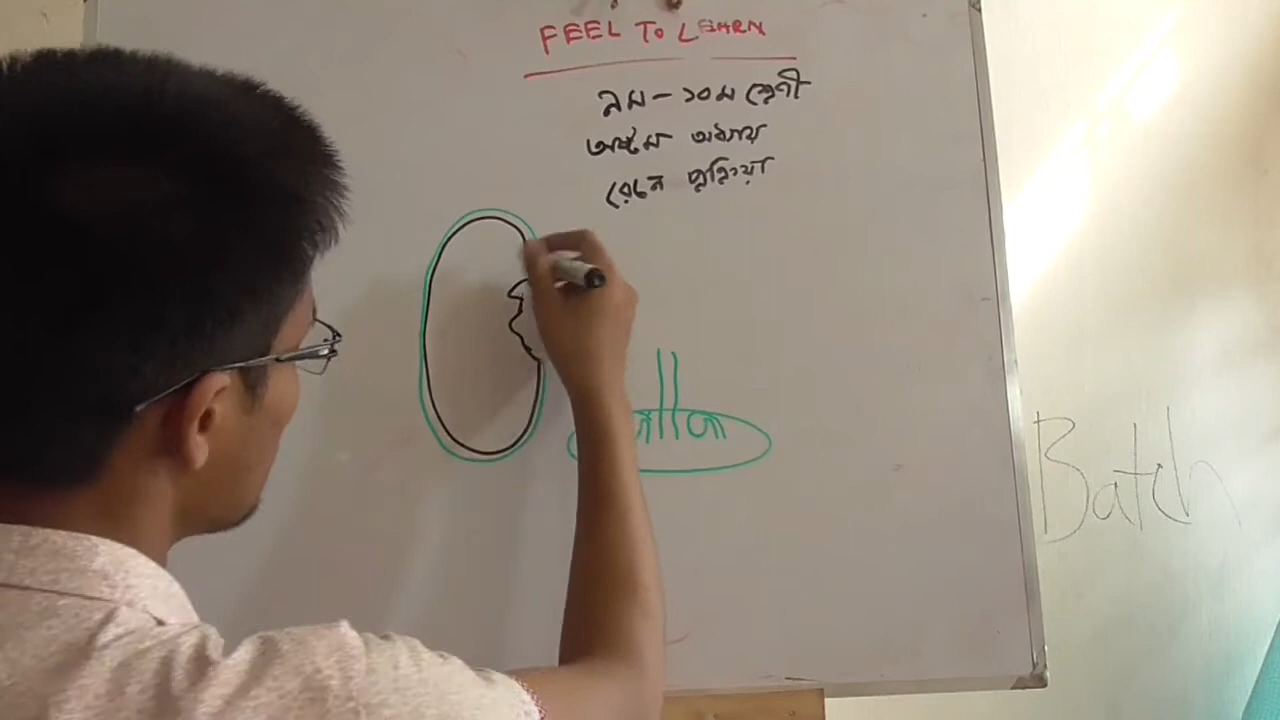 FEEL TO LEARN
৯ম - ১০ম শ্রেণী
অষ্টম অধ্যায়
রেচন প্রক্রিয়া
Batch